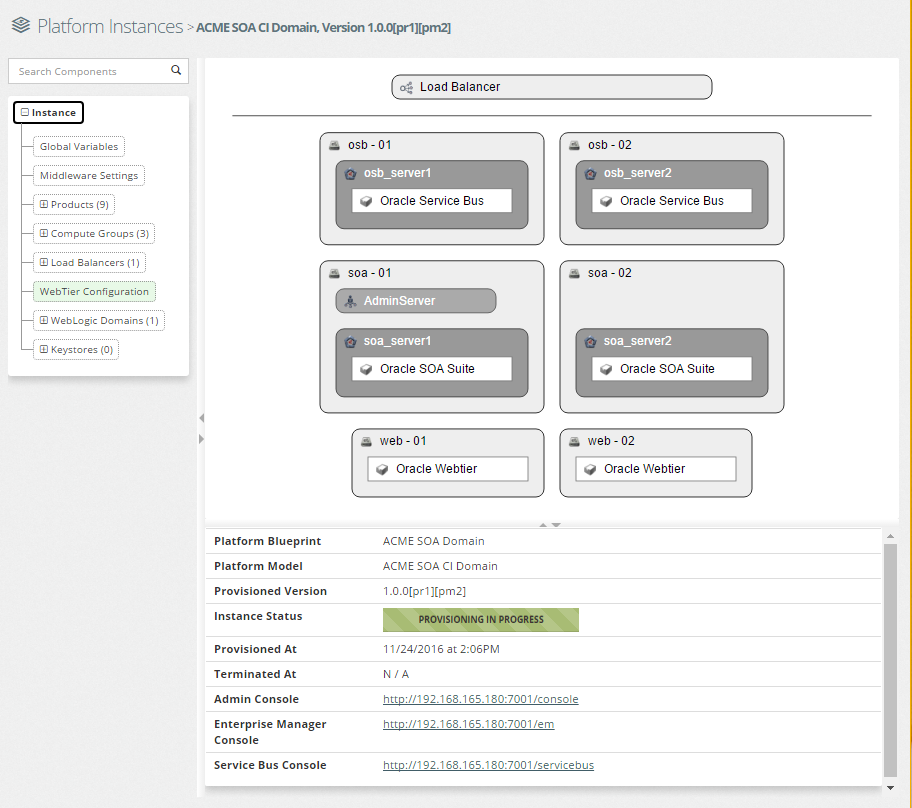 Platform Instances > ACME SOA CI Domain, Version 1.0.0[pr1][pm2]
Search Components
Instance
Global Variables
Middleware Settings
Products (9)
Compute Groups (3)
Load Balancers (1)
WebTier Configuration
WebLogic Domains (1)
Keystores (0)
Load Balancer
osb - 01
osb_server1
Oracle Service Bus
osb - 02
osb_server2
Oracle Service Bus
soa - 01
AdminServer
soa_server1
Oracle SOA Suite
soa - 02
soa_server2
Oracle SOA Suite
web - 01
Oracle Webtier
web - 02
Oracle Webtier
Platform Blueprint ACME SOA Domain
Platform Model ACME SOA CI Domain
Provisioned Version 1.0.0[pr1][pm2]
Instance Status PROVISIONING IN PROGRESS
Provisioned At 11/24/2016 at 2:06PM
Terminated At N / A
Admin Console http://192.168.165.180:7001/console
Enterprise Manager http://192.168.165.180:7001/em
Console
Service Bus Console http://192.168.165.180:7001/servicebus